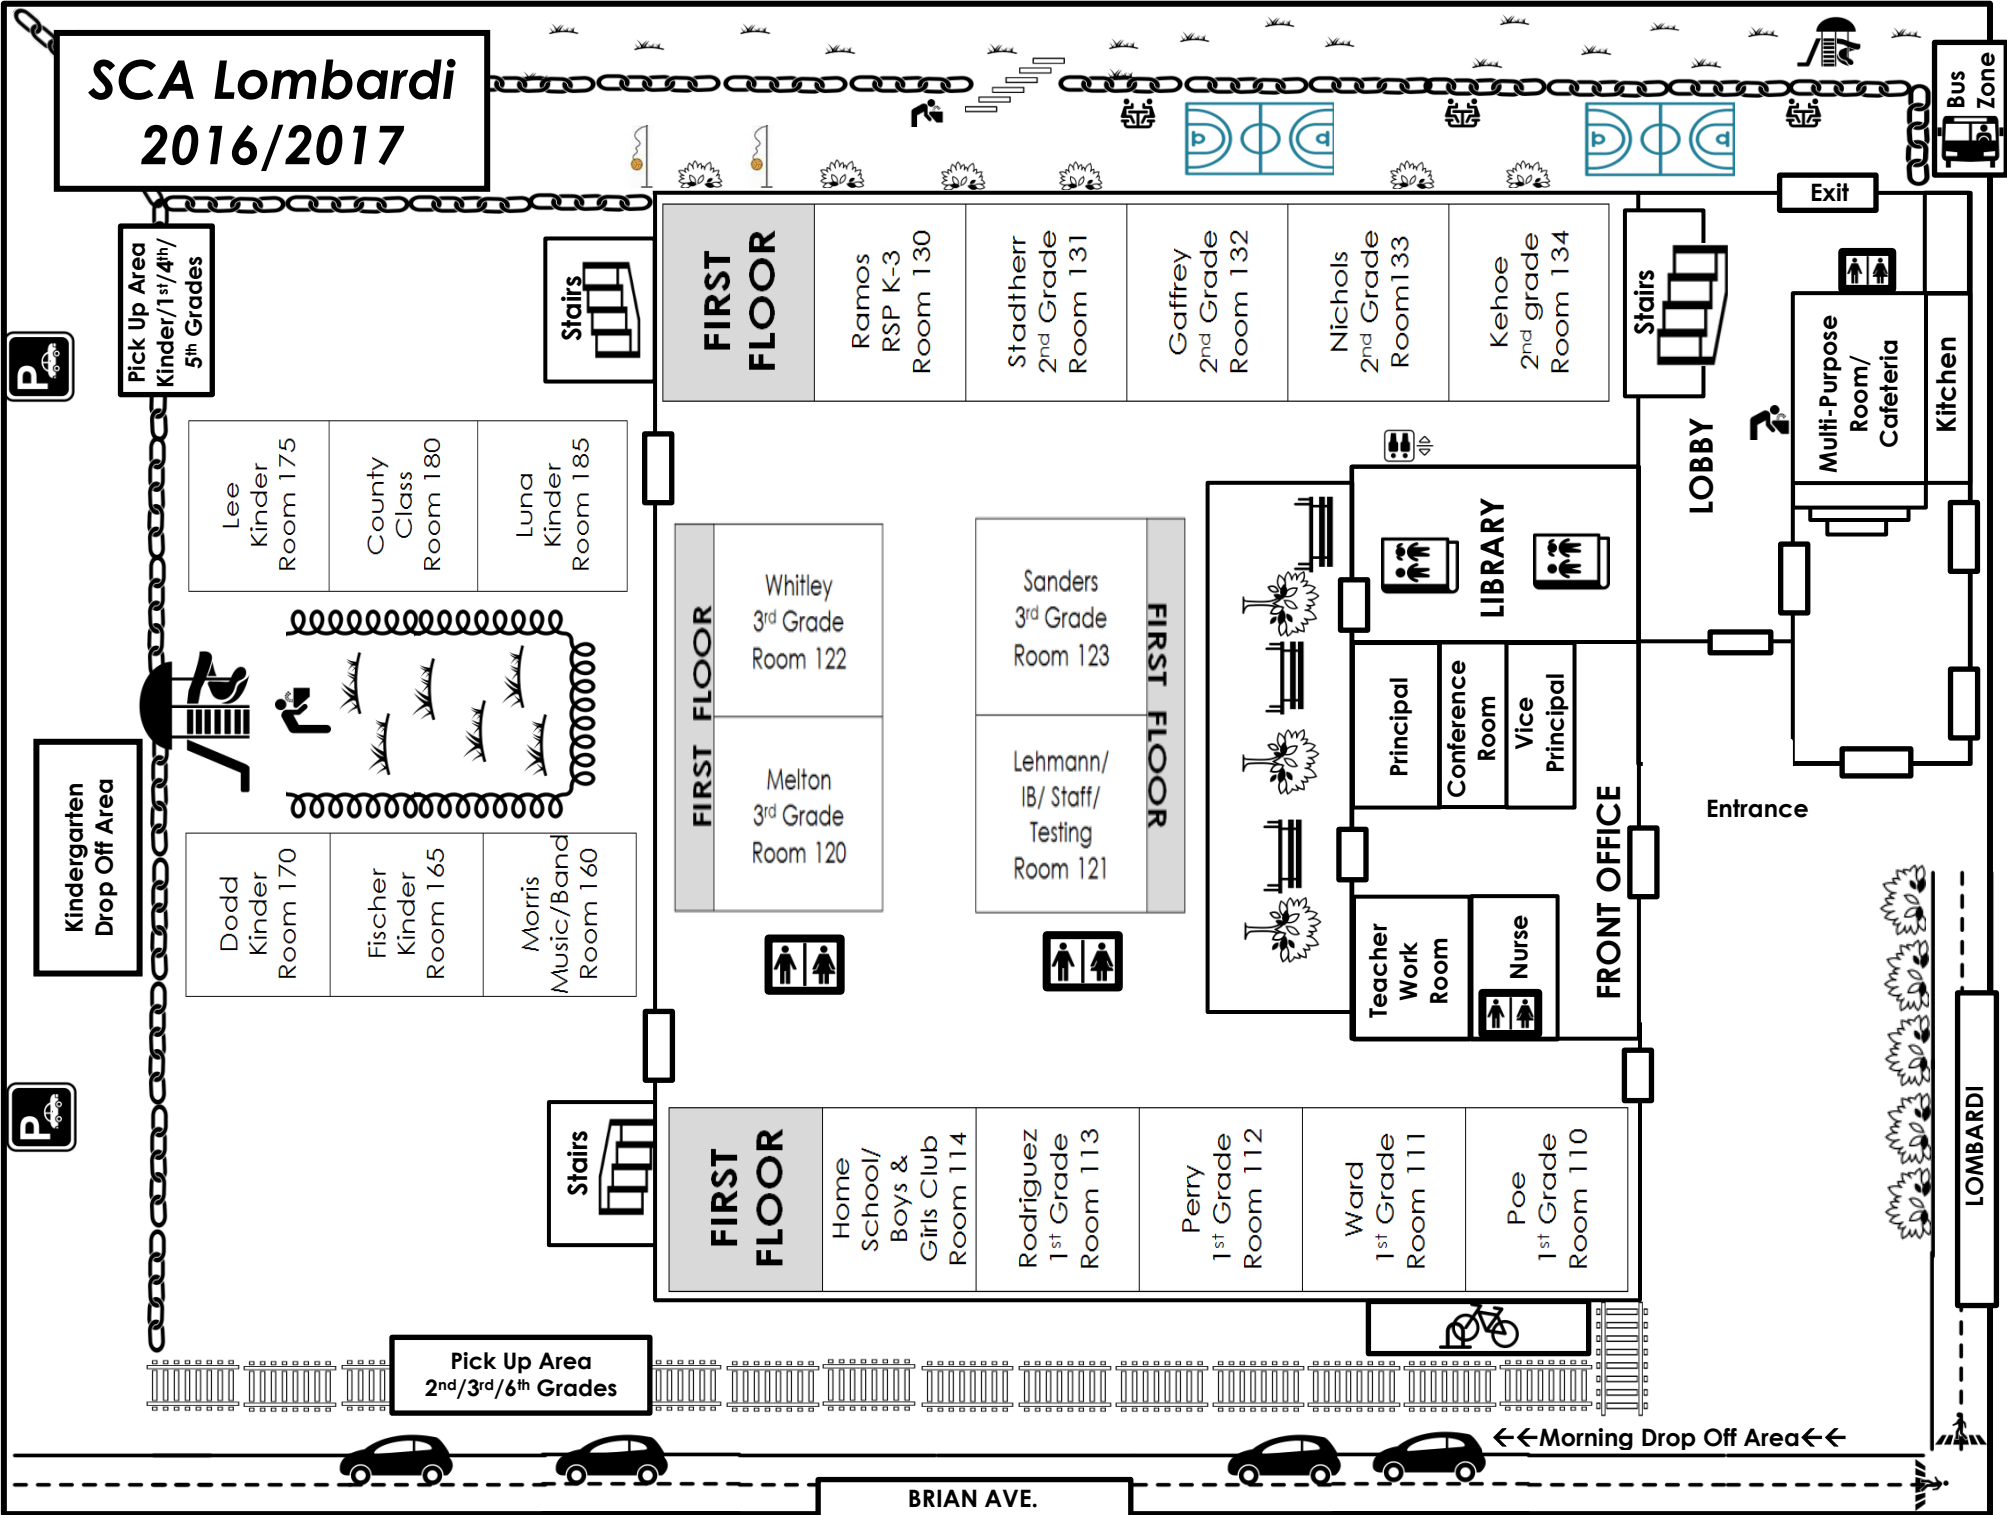 SCA Lombardi
2016/2017
Bus
Zone
Exit
Pick Up Area
Kinder/1st/4th/
5th Grades
Stairs
FIRST
FLOOR
Ramos
RSP K-3
Room 130
Stadtherr
2nd Grade
Room 131
Gaffrey
2nd Grade
Room 132
Nichols
2nd Grade
Room133
Kehoe
2nd grade
Room 134
Stairs
LOBBY
Multi-Purpose
Room/
Cafeteria
Kitchen
P
Lee
Kinder
Room 175
County
Class
Room 180
Luna
Kinder
Room 185
FIRST FLOOR
Whitley
3rd Grade
Room 122
Melton
3rd Grade
Room 120
Sanders
3rd Grade
Room 123
Lehmann/
IB/ Staff/
Testing
Room 121
FIRST FLOOR
LIBRARY
Principal
Conference
Room
Vice
Principal
Teacher
Work
Room
Nurse
FRONT OFFICE
Entrance
Kindergarten
Drop Off Area
Dodd
Kinder
Room 170
Fischer
Kinder
Room 165
Morris
Music/Band
Room 160
P
Stairs
FIRST
FLOOR
Home
School/
Boys &
Girls Club
Room 114
Rodriguez
1st Grade
Room 113
Perry
1st Grade
Room 112
Ward
1st Grade
Room 111
Poe
1st Grade
Room 110
LOMBARDI
Pick Up Area
2nd/3rd/6th Grades
←←Morning Drop Off Area←←
BRIAN AVE.